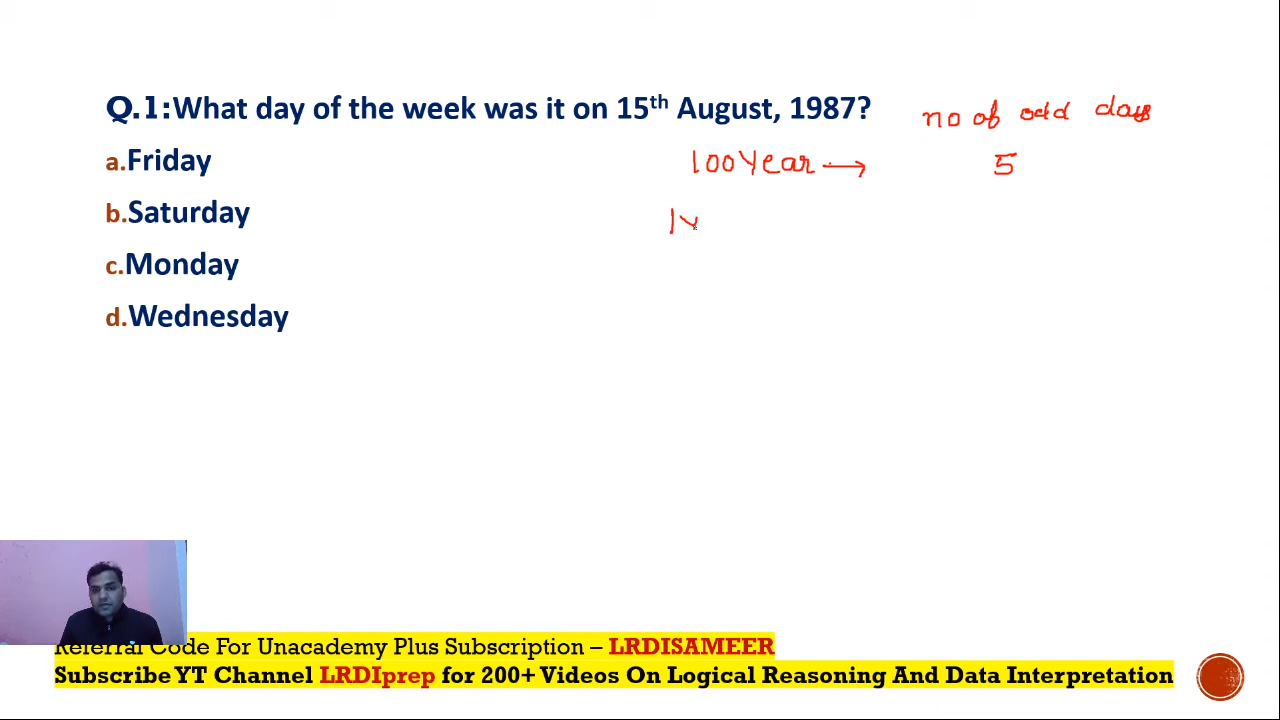 Q.1:What day of the week was it on 15th August, 1987?
no of odd days
a.Friday
100Year → 5
b.Saturday
c.Monday
d.Wednesday
Referral Code For Unacademy Plus Subscription – LRDISAMEER
Subscribe YT Channel LRDIprep for 200+ Videos On Logical Reasoning And Data Interpretation